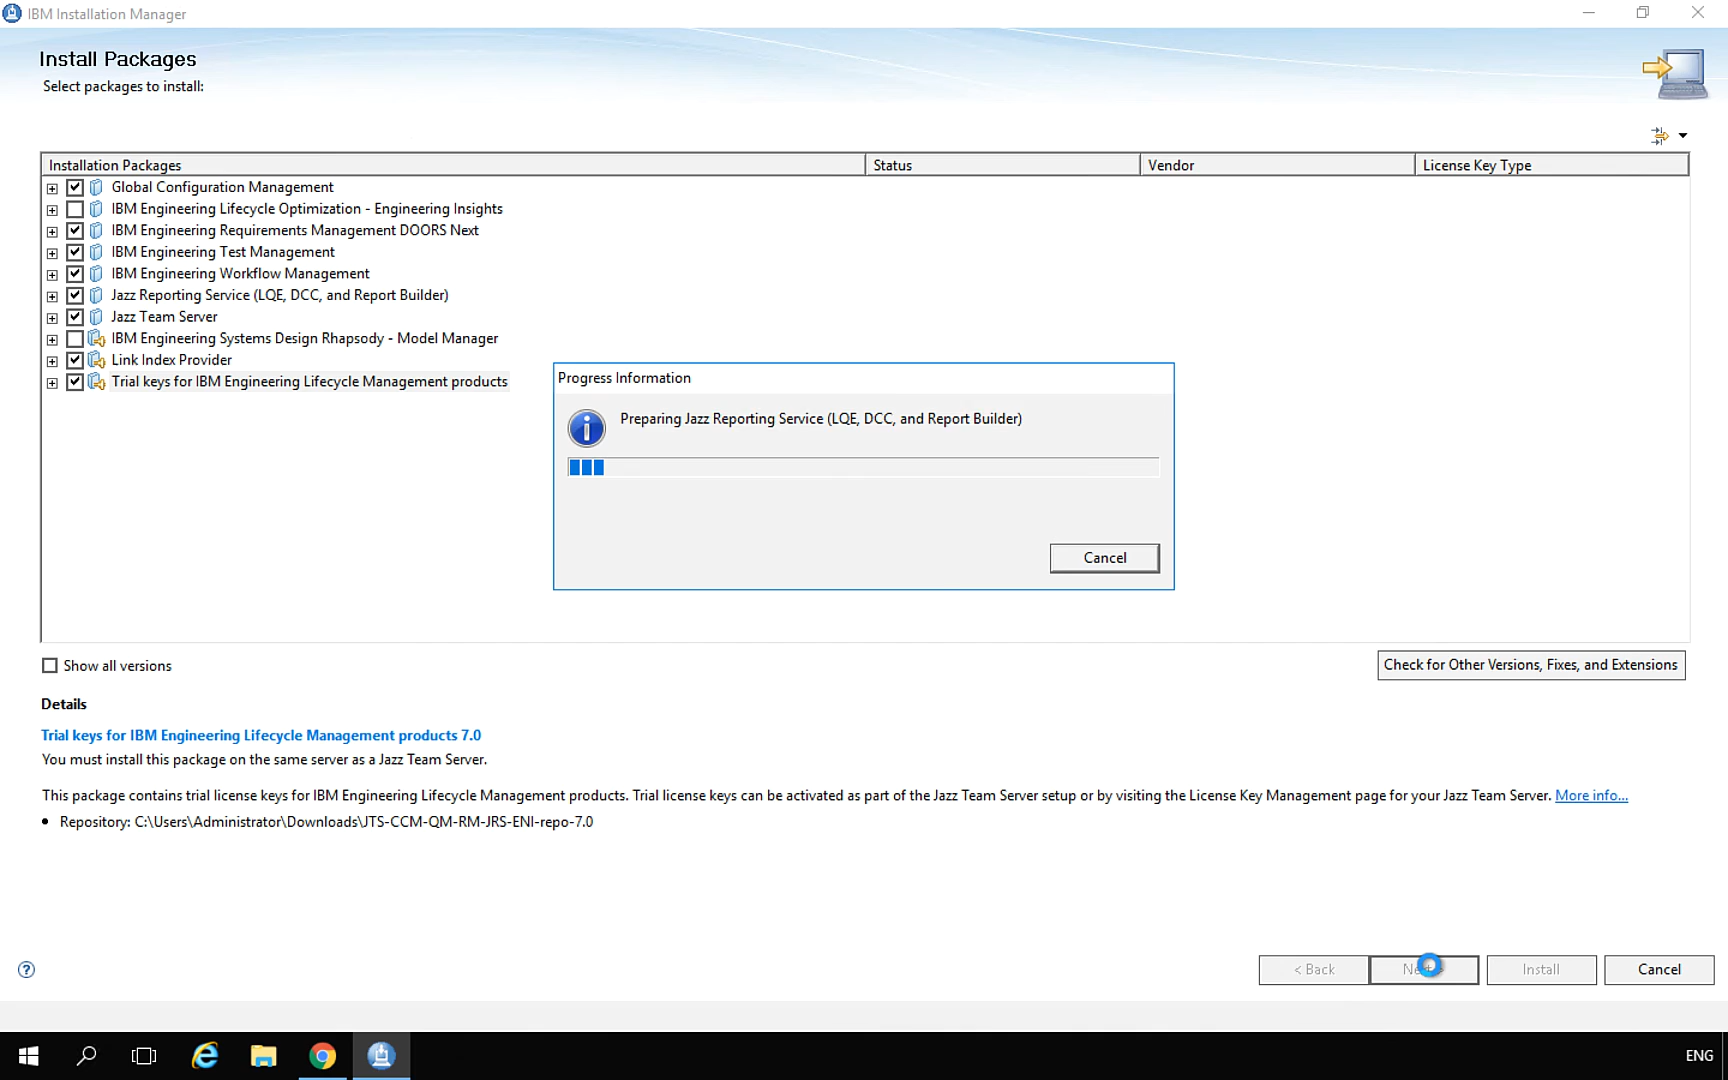 IBM Installation Manager
Install Packages
Select packages to install:
Installation Packages Status Vendor License Key Type
Global Configuration Management
IBM Engineering Lifecycle Optimization - Engineering Insights
IBM Engineering Requirements Management DOORS Next
IBM Engineering Test Management
IBM Engineering Workflow Management
Jazz Reporting Service (LQE, DCC, and Report Builder)
Jazz Team Server
IBM Engineering Systems Design Rhapsody - Model Manager
Link Index Provider
Trial keys for IBM Engineering Lifecycle Management products
Progress Information
Preparing Jazz Reporting Service (LQE, DCC, and Report Builder)
Cancel
Show all versions
Check for Other Versions, Fixes, and Extensions
Details
Trial keys for IBM Engineering Lifecycle Management products 7.0
You must install this package on the same server as a Jazz Team Server.
This package contains trial license keys for IBM Engineering Lifecycle Management products. Trial license keys can be activated as part of the Jazz Team Server setup or by visiting the License Key Management page for your Jazz Team Server. More info...
• Repository: C:\Users\Administrator\Downloads\JTS-CCM-QM-RM-JRS-ENI-repo-7.0
< Back Install Cancel
ENG